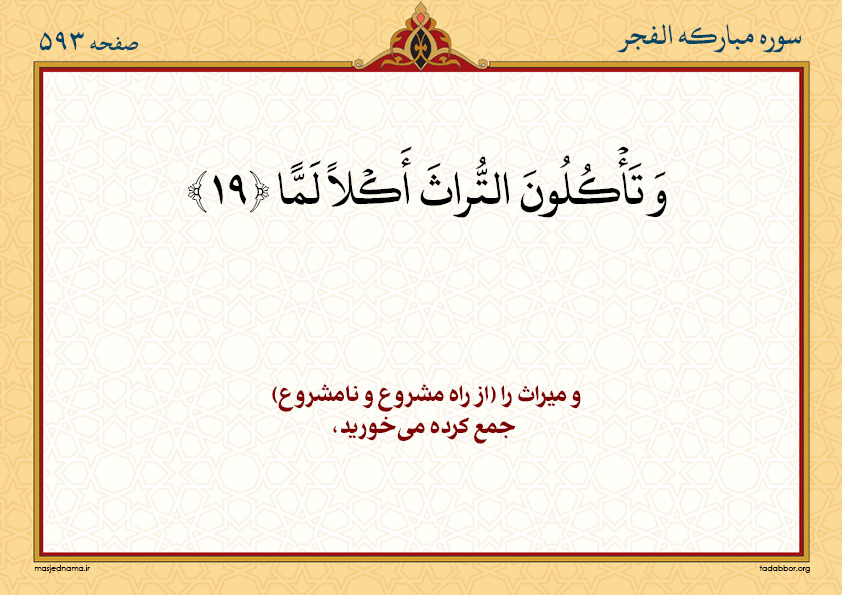 سوره مبارکه الفجر
صفحه ۵۹۳
وَ تَأْكُلُونَ التُّراثَ أَكْلاً لَمًّا ﴿۱۹﴾
و میراث را (از راه مشروع و نامشروع)
جمع کرده می‌خورید،
masjednama.ir
tadabbor.org